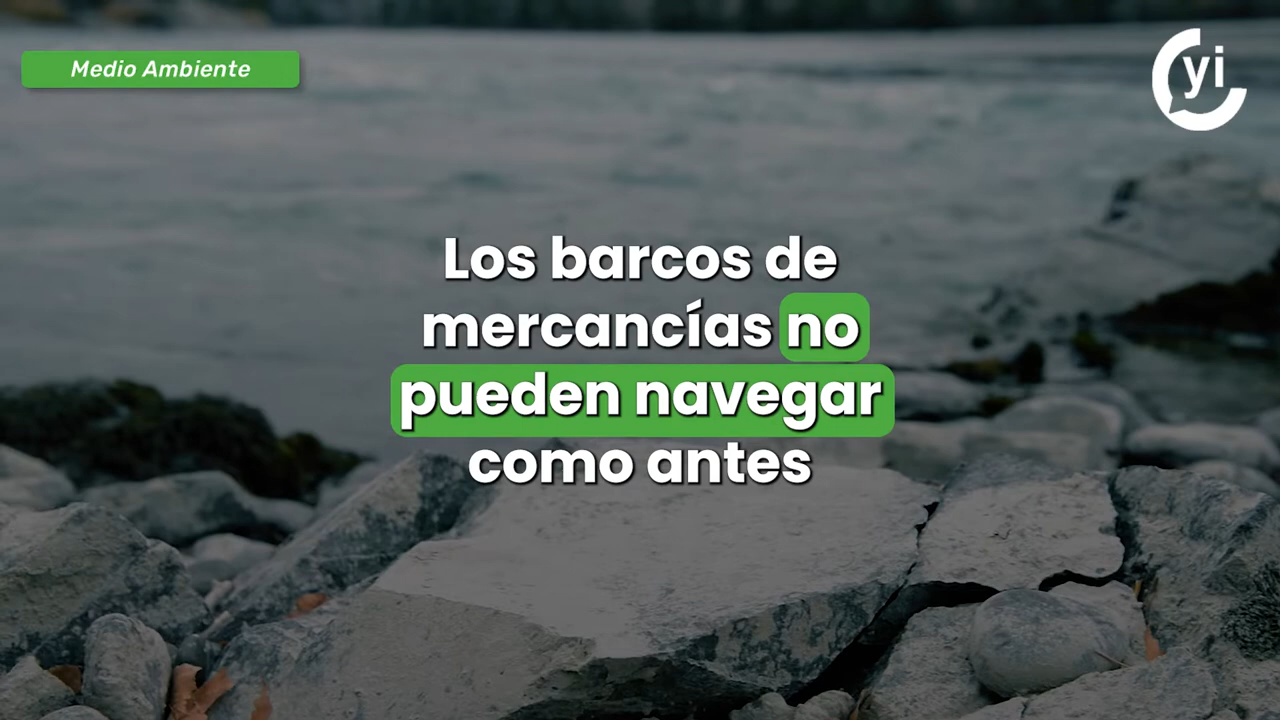 Medio Ambiente
yi
Los barcos de
mercancías no
pueden navegar
como antes